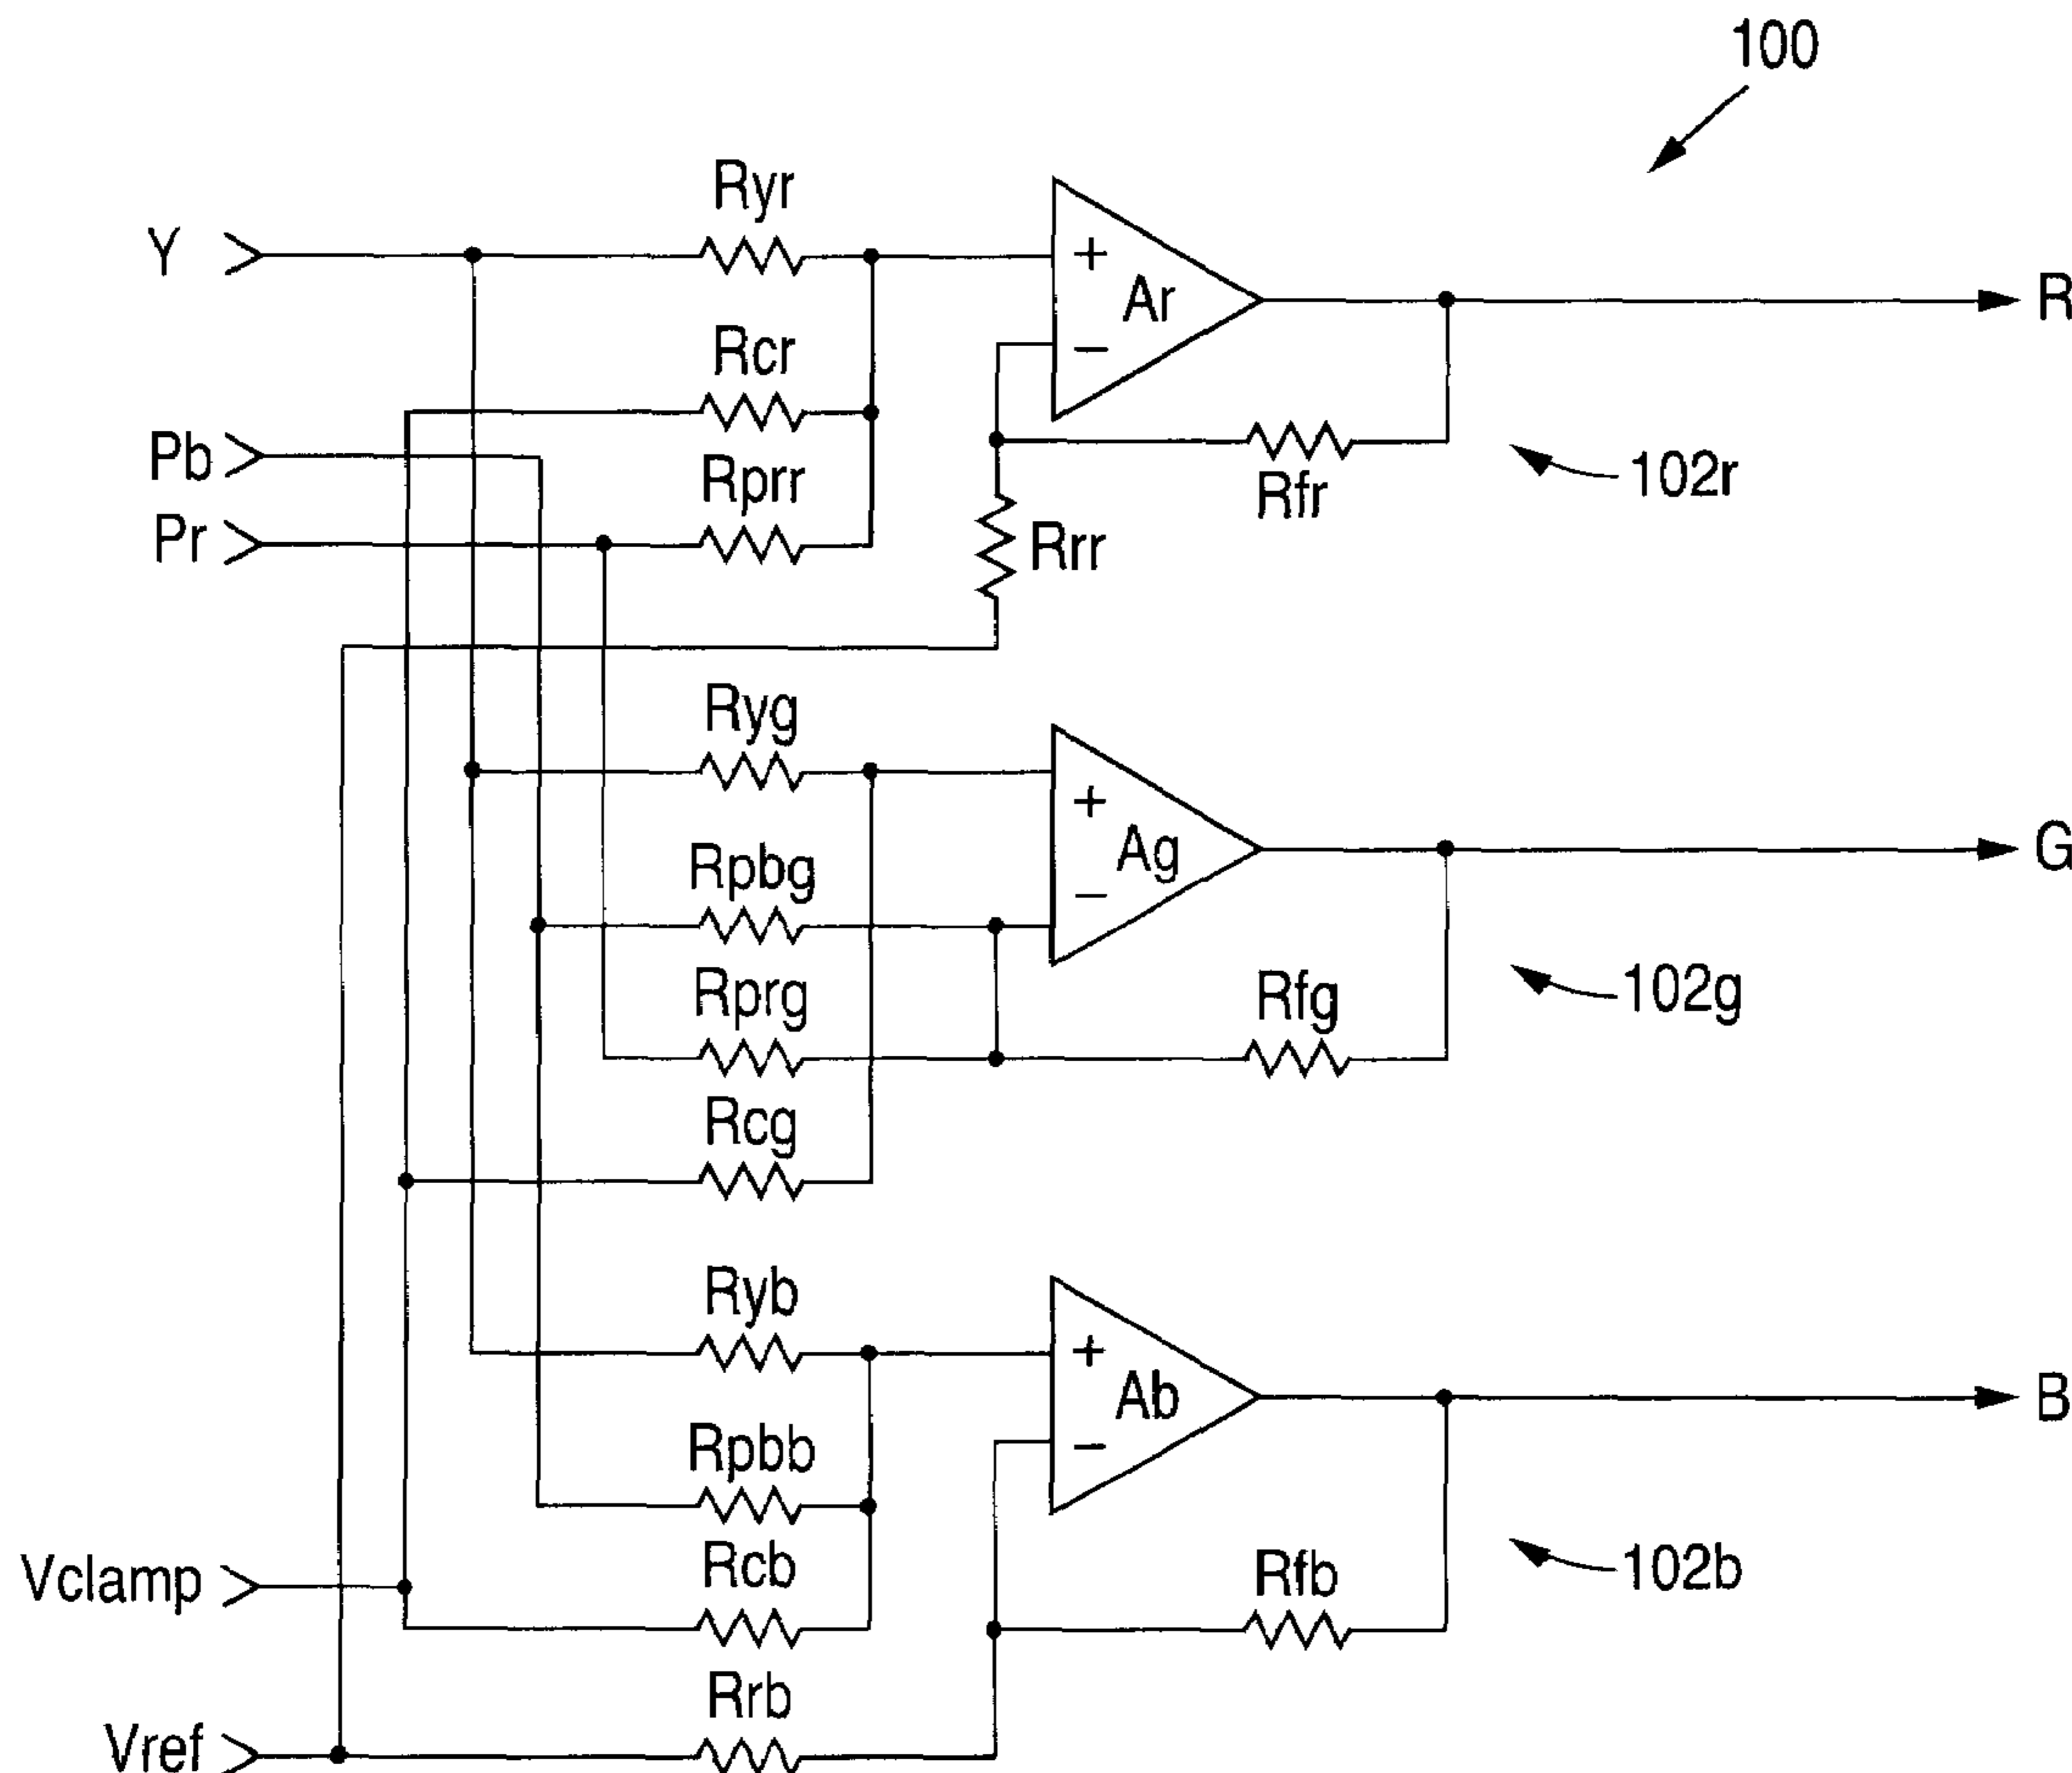 100
Ryr
Y
+
Ar
R
Rcr
−
Pb
Rprr
Rfr
102r
Pr
Rrr
Ryg
+
Ag
G
Rpbg
−
Rprg
Rfg
102g
Rcg
Ryb
+
Ab
B
Rpbb
−
Vclamp
Rcb
Rfb
102b
Rrb
Vref